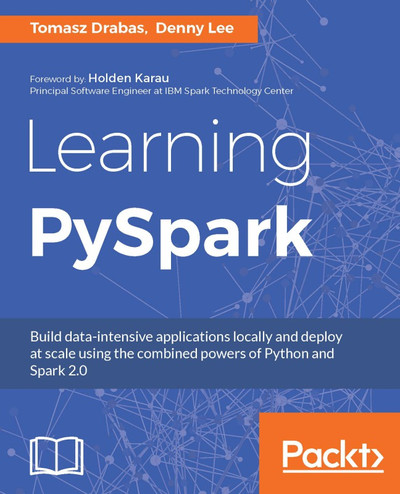 Tomasz Drabas, Denny Lee
Foreword by: Holden Karau
Principal Software Engineer at IBM Spark Technology Center
Learning
PySpark
Build data-intensive applications locally and deploy
at scale using the combined powers of Python and
Spark 2.0
Packt>